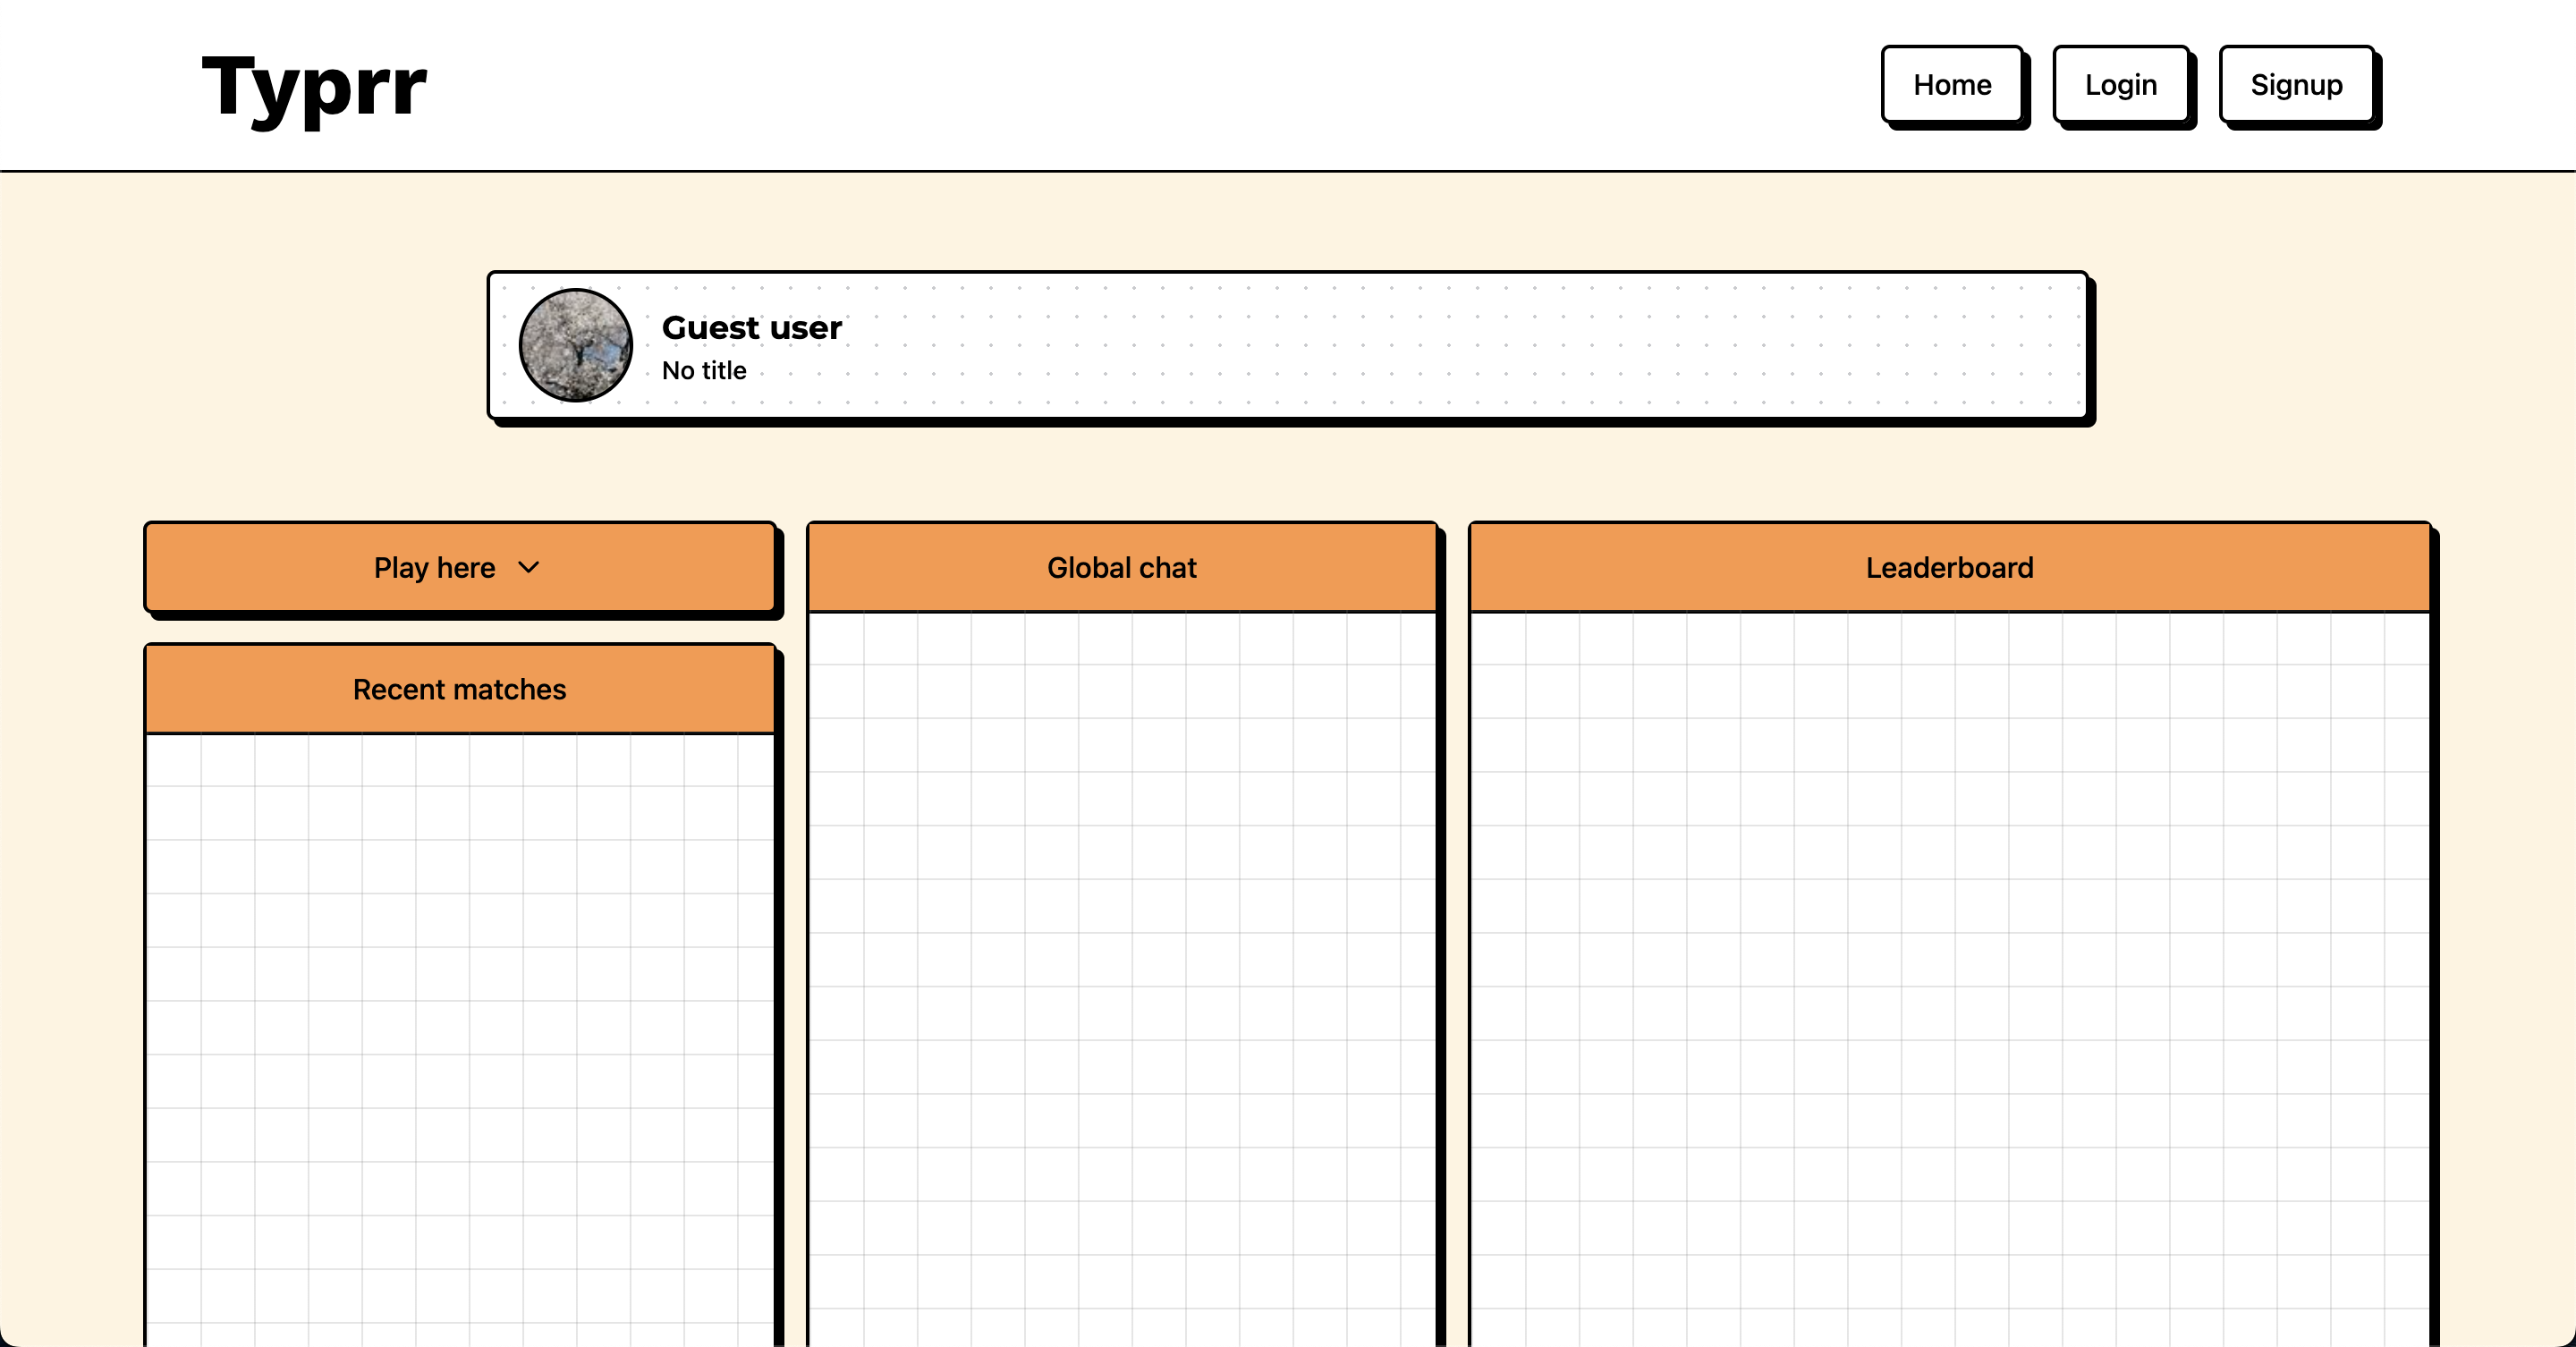 Typrr
Home
Login
Signup
Guest user
No title
Play here
Global chat
Leaderboard
Recent matches